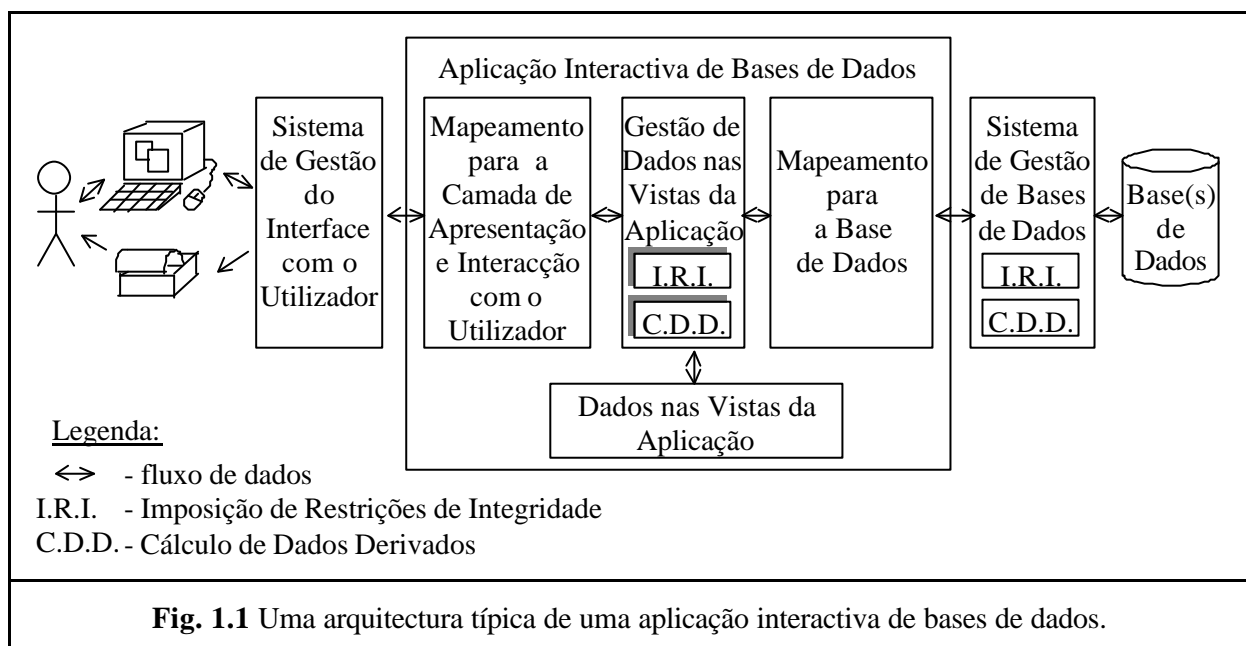 Aplicação Interactiva de Bases de Dados
Sistema
de Gestão
do
Interface
com o
Utilizador
Mapeamento
para a
Camada de
Apresentação
e Interacção
com o
Utilizador
Gestão de
Dados nas
Vistas da
Aplicação
I.R.I.
C.D.D.
Mapeamento
para
a Base
de Dados
Sistema
de Gestão
de Bases
de Dados
I.R.I.
C.D.D.
Base(s)
de
Dados
Dados nas Vistas da
Aplicação
Legenda:
- fluxo de dados
I.R.I. - Imposição de Restrições de Integridade
C.D.D. - Cálculo de Dados Derivados
Fig. 1.1 Uma arquitectura típica de uma aplicação interactiva de bases de dados.